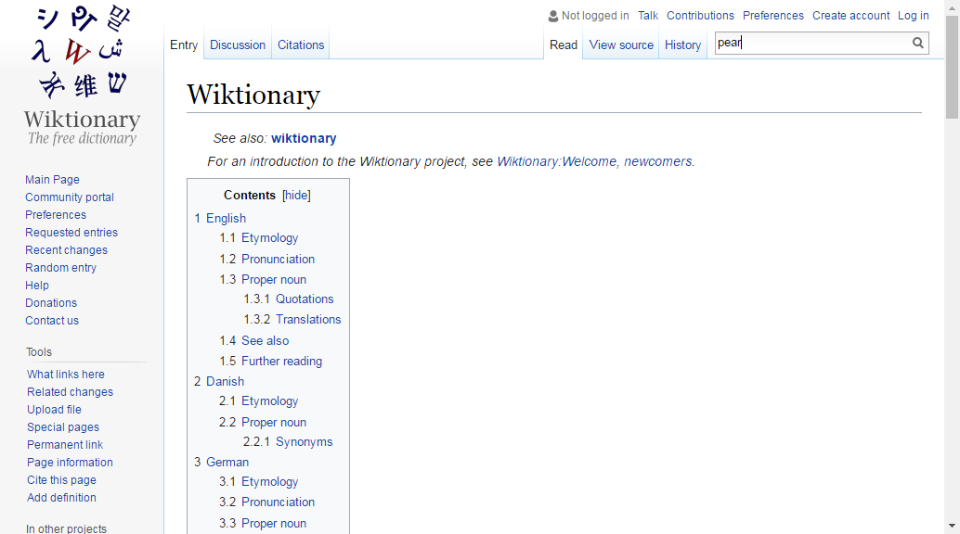 Wiktionary
The free dictionary
Main Page
Community portal
Preferences
Requested entries
Recent changes
Random entry
Help
Donations
Contact us
Tools
What links here
Related changes
Upload file
Special pages
Permanent link
Page information
Cite this page
Add definition
In other projects
Not logged in Talk Contributions Preferences Create account Log in
Entry Discussion Citations Read View source History pear
Wiktionary
See also: wiktionary
For an introduction to the Wiktionary project, see Wiktionary:Welcome, newcomers.
Contents [hide]
1 English
1.1 Etymology
1.2 Pronunciation
1.3 Proper noun
1.3.1 Quotations
1.3.2 Translations
1.4 See also
1.5 Further reading
2 Danish
2.1 Etymology
2.2 Proper noun
2.2.1 Synonyms
3 German
3.1 Etymology
3.2 Pronunciation
3.3 Proper noun